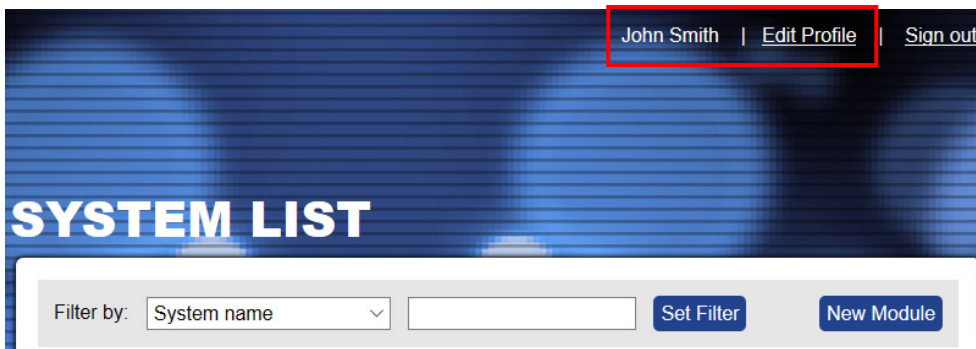 John Smith | Edit Profile | Sign out
SYSTEM LIST
Filter by: System name Set Filter New Module